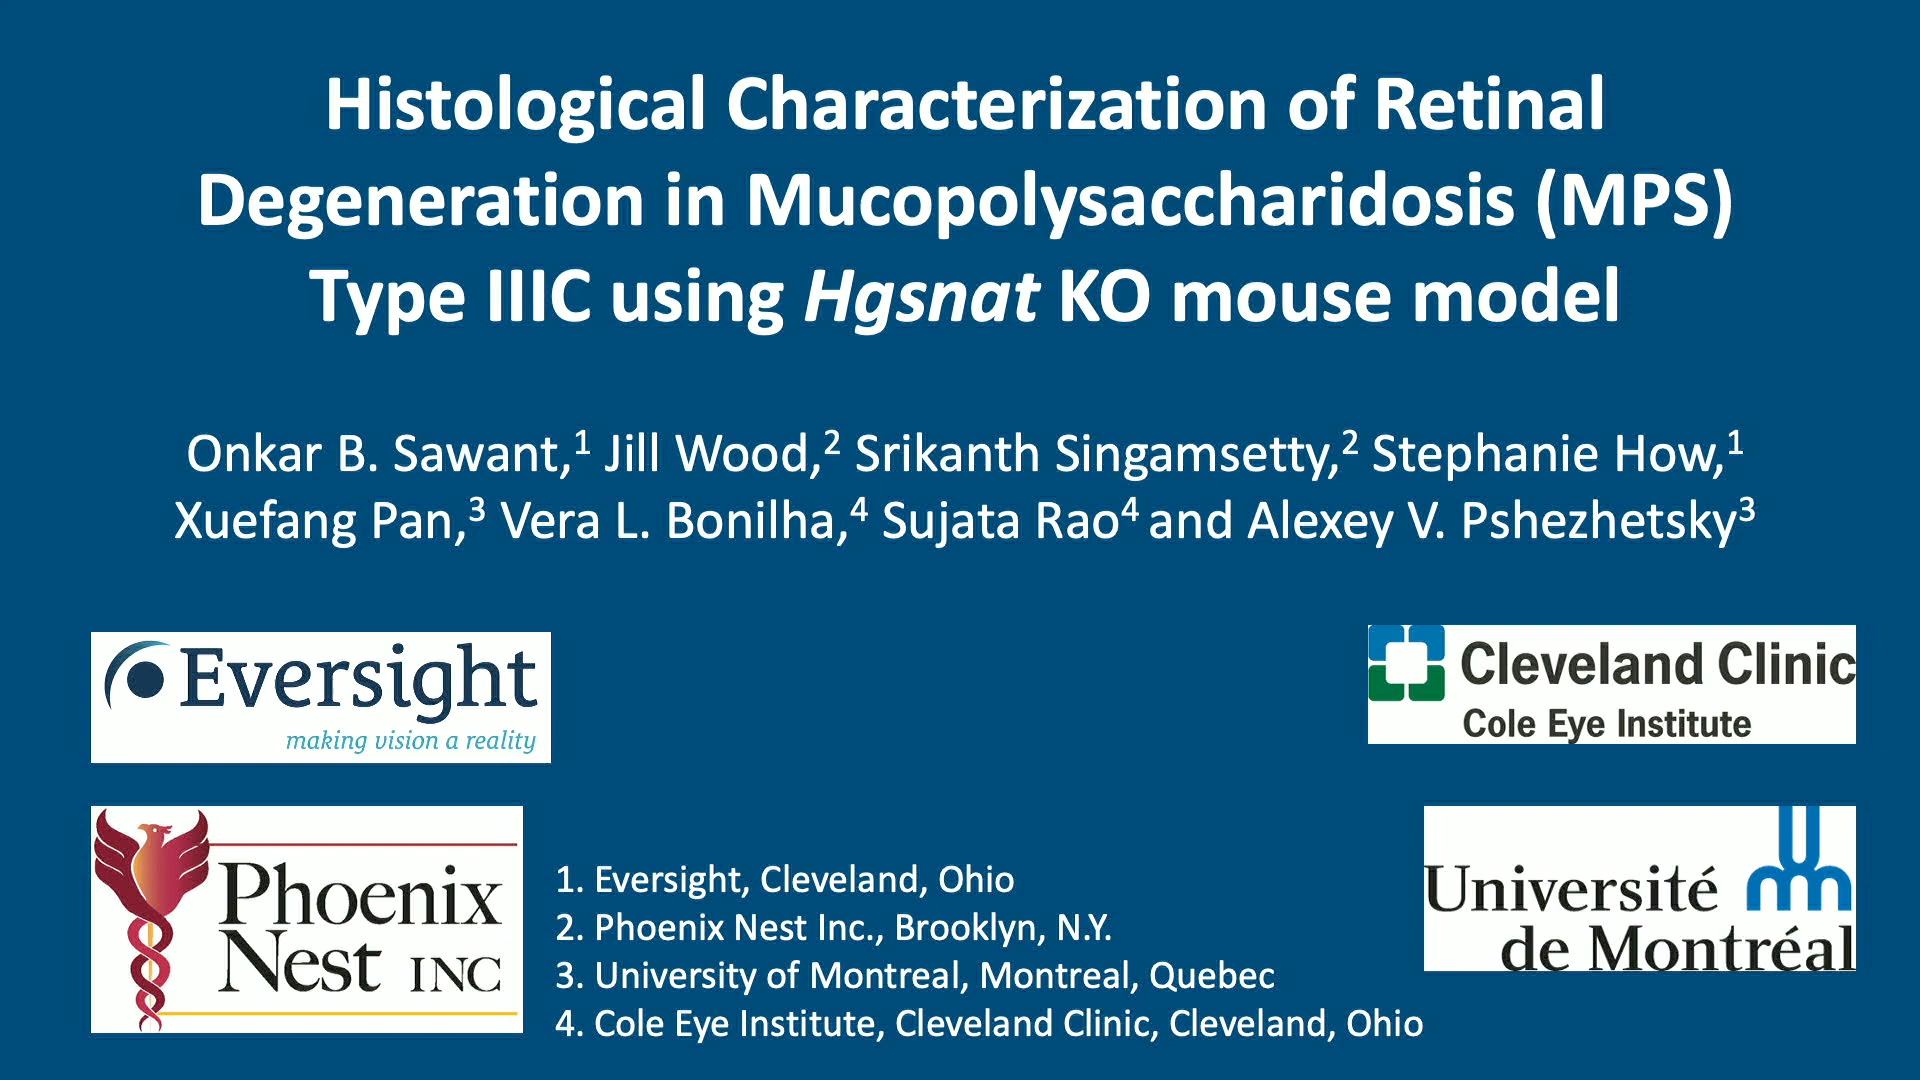 Histological Characterization of Retinal
Degeneration in Mucopolysaccharidosis (MPS)
Type IIIC using Hgsnat KO mouse model
Onkar B. Sawant,¹ Jill Wood,² Srikanth Singamsetty,² Stephanie How,¹
Xuefang Pan,³ Vera L. Bonilha,⁴ Sujata Rao⁴ and Alexey V. Pshezhetsky³
Eversight
making vision a reality
Cleveland Clinic
Cole Eye Institute
Phoenix
Nest INC
1. Eversight, Cleveland, Ohio
2. Phoenix Nest Inc., Brooklyn, N.Y.
3. University of Montreal, Montreal, Quebec
4. Cole Eye Institute, Cleveland Clinic, Cleveland, Ohio
Université
de Montréal